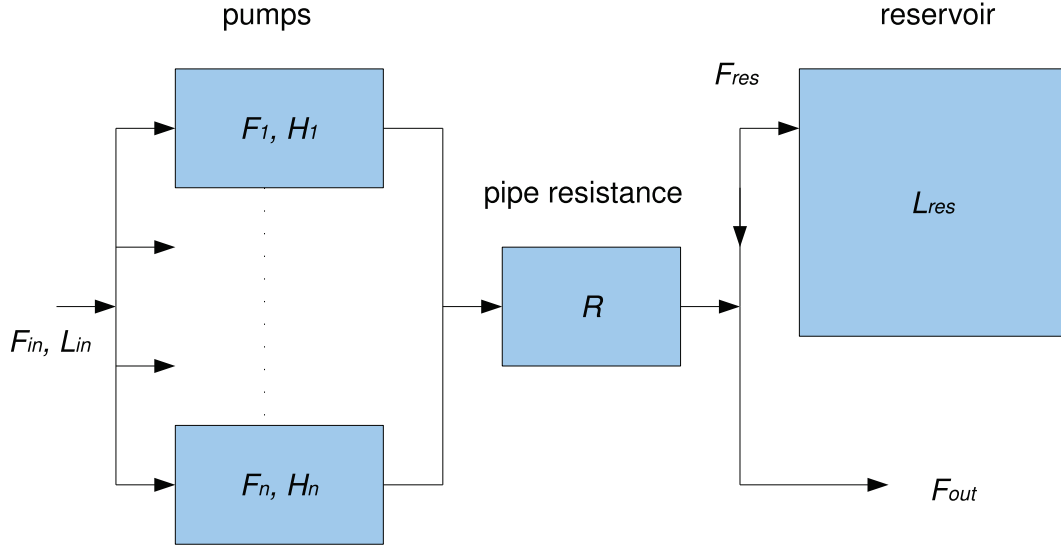 pumps
reservoir
F1, H1
Fres
pipe resistance
Lres
R
Fin, Lin
Fn, Hn
Fout